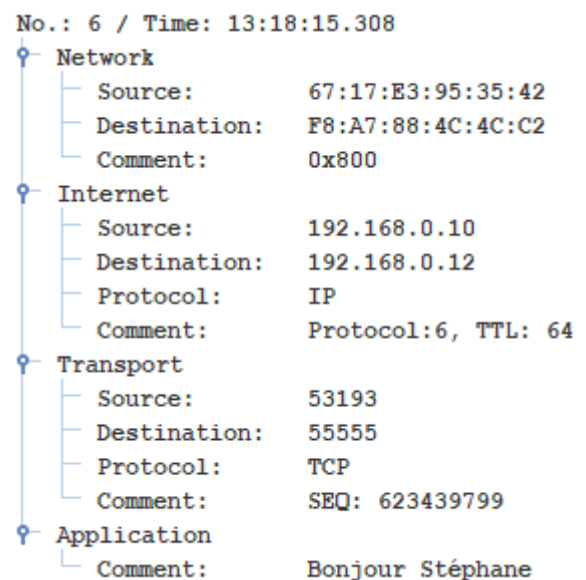 No.: 6 / Time: 13:18:15.308
Network
Source: 67:17:E3:95:35:42
Destination: F8:A7:88:4C:4C:C2
Comment: 0x800
Internet
Source: 192.168.0.10
Destination: 192.168.0.12
Protocol: IP
Comment: Protocol:6, TTL: 64
Transport
Source: 53193
Destination: 55555
Protocol: TCP
Comment: SEQ: 623439799
Application
Comment: Bonjour Stéphane